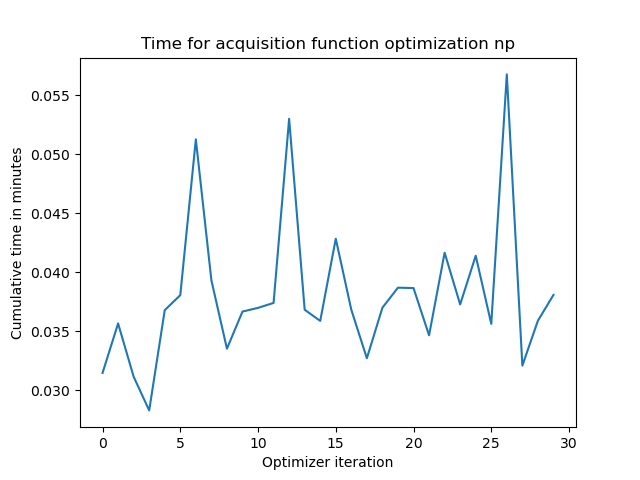 Time for acquisition function optimization np
0.055
0.050
0.045
0.040
0.035
0.030
Cumulative time in minutes
0 5 10 15 20 25 30
Optimizer iteration